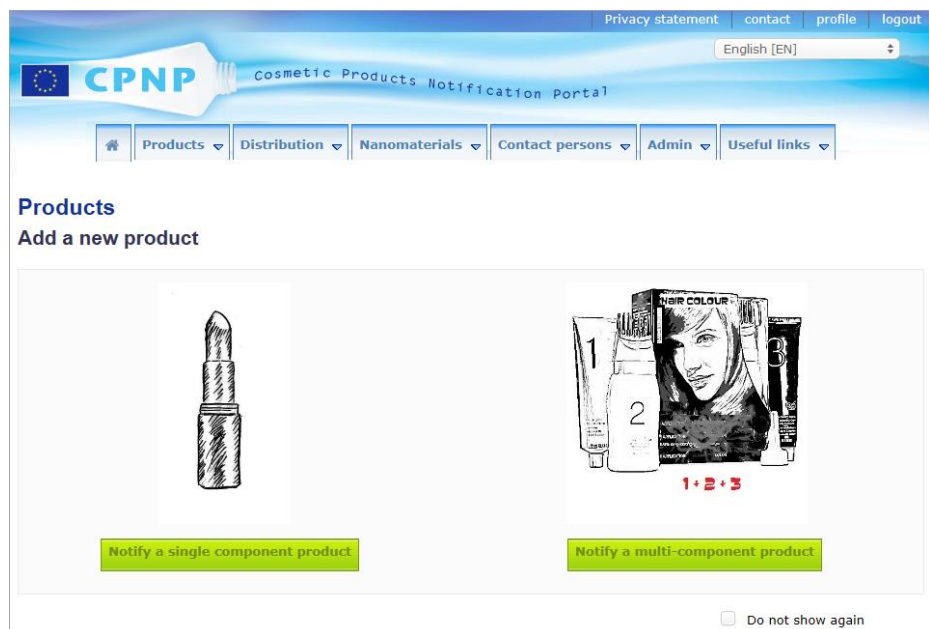 Privacy statement contact profile logout
English [EN]
CPNP Cosmetic Products Notification Portal
Products Distribution Nanomaterials Contact persons Admin Useful links
Products
Add a new product
HAIR COLOUR
1
3
2
1+2+3
Notify a single component product Notify a multi-component product
Do not show again